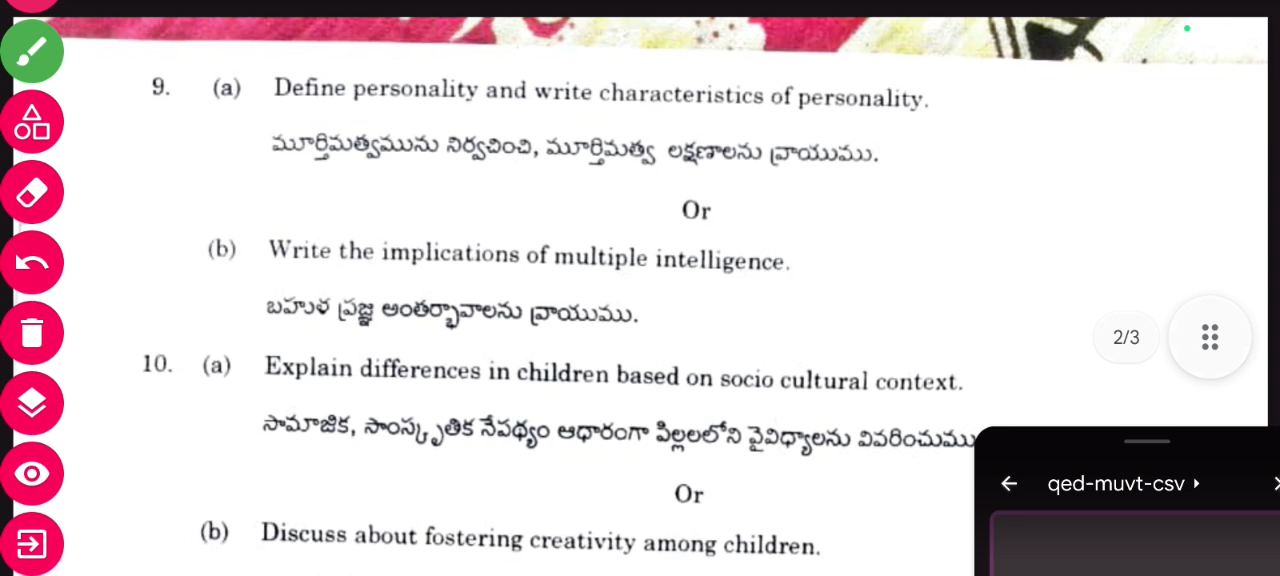 9. (a) Define personality and write characteristics of personality.
మూర్తిమత్వమును నిర్వచించి, మూర్తిమత్వ లక్షణాలను వ్రాయుము.
Or
(b) Write the implications of multiple intelligence.
బహుళ ప్రజ్ఞ అంతర్భావాలను వ్రాయుము.
2/3
10. (a) Explain differences in children based on socio cultural context.
సామాజిక, సాంస్కృతిక నేపథ్యం ఆధారంగా పిల్లలలోని వైవిధ్యాలను వివరించుము
qed-muvt-csv
Or
(b) Discuss about fostering creativity among children.